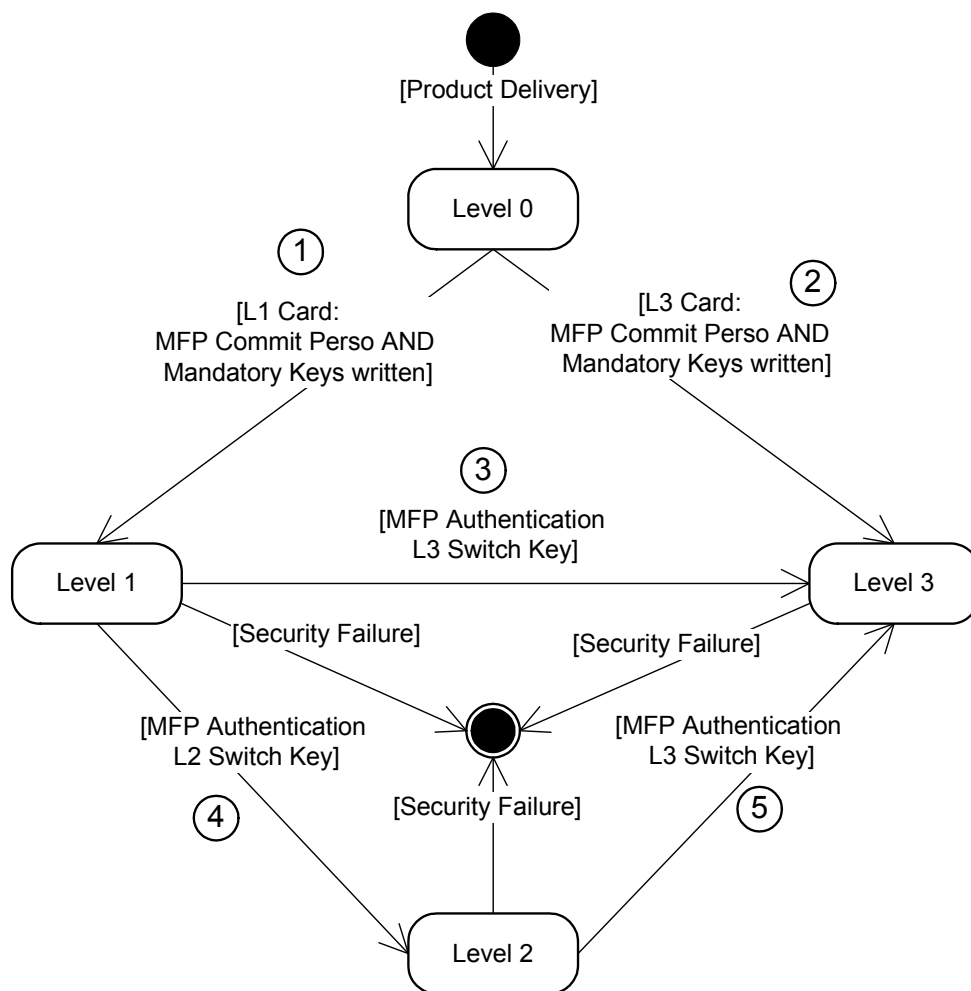 [Product Delivery]
Level 0
1
[L1 Card:
MFP Commit Perso AND
Mandatory Keys written]
2
[L3 Card:
MFP Commit Perso AND
Mandatory Keys written]
3
[MFP Authentication
L3 Switch Key]
Level 1
Level 3
[Security Failure]
[Security Failure]
[MFP Authentication
L2 Switch Key]
4
[MFP Authentication
L3 Switch Key]
5
[Security Failure]
Level 2